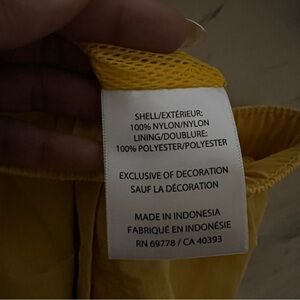 SHELL/EXTÉRIEUR:
100% NYLON/NYLON
LINING/DOUBLURE:
100% POLYESTER/POLYESTER
EXCLUSIVE OF DECORATION
SAUF LA DÉCORATION
MADE IN INDONESIA
FABRIQUÉ EN INDONÉSIE
RN 69778 / CA 40393